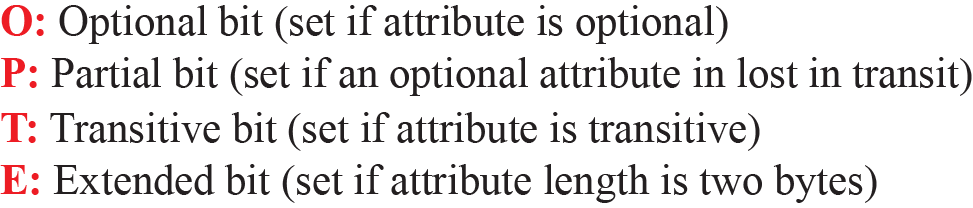 O: Optional bit (set if attribute is optional)
P: Partial bit (set if an optional attribute in lost in transit)
T: Transitive bit (set if attribute is transitive)
E: Extended bit (set if attribute length is two bytes)